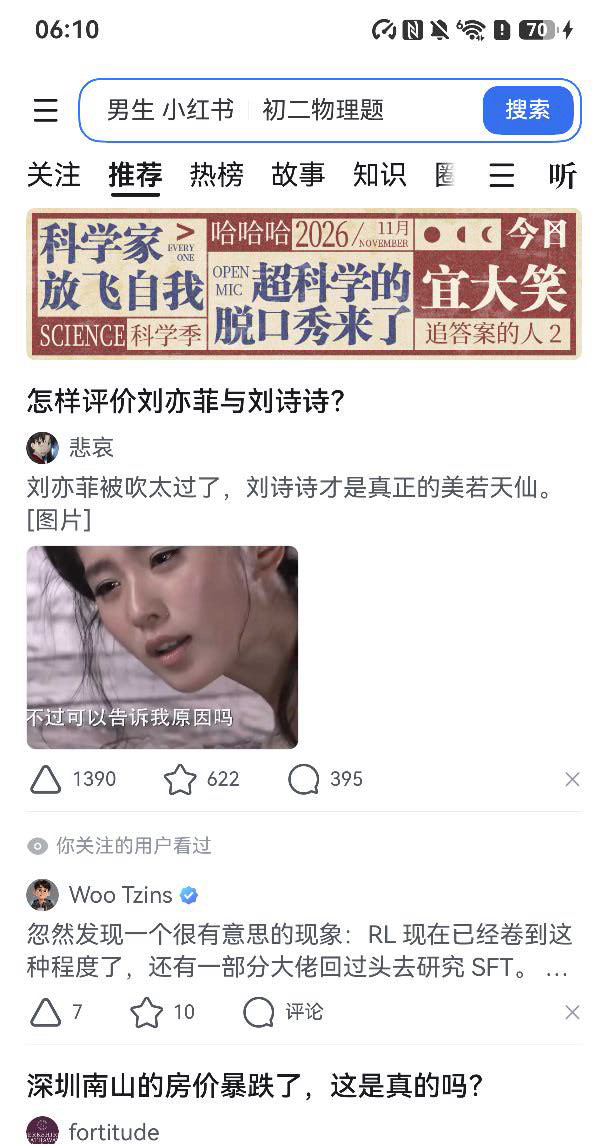 06:10
70
男生 小红书 初二物理题 搜索
关注 推荐 热榜 故事 知识 圈 听
科学家
放飞自我
EVERY
ONE
SCIENCE 科学季
哈哈哈 2026/ 11月
NOVEMBER
OPEN
MIC
超科学的
脱口秀来了
今日
宜大笑
追答案的人 2
怎样评价刘亦菲与刘诗诗？
悲哀
刘亦菲被吹太过了，刘诗诗才是真正的美若天仙。
[图片]
不过可以告诉我原因吗
1390 622 395
你关注的用户看过
Woo Tzins
忽然发现一个很有意思的现象：RL 现在已经卷到这
种程度了，还有一部分大佬回过头去研究 SFT。 …
7 10 评论
深圳南山的房价暴跌了，这是真的吗？
fortitude